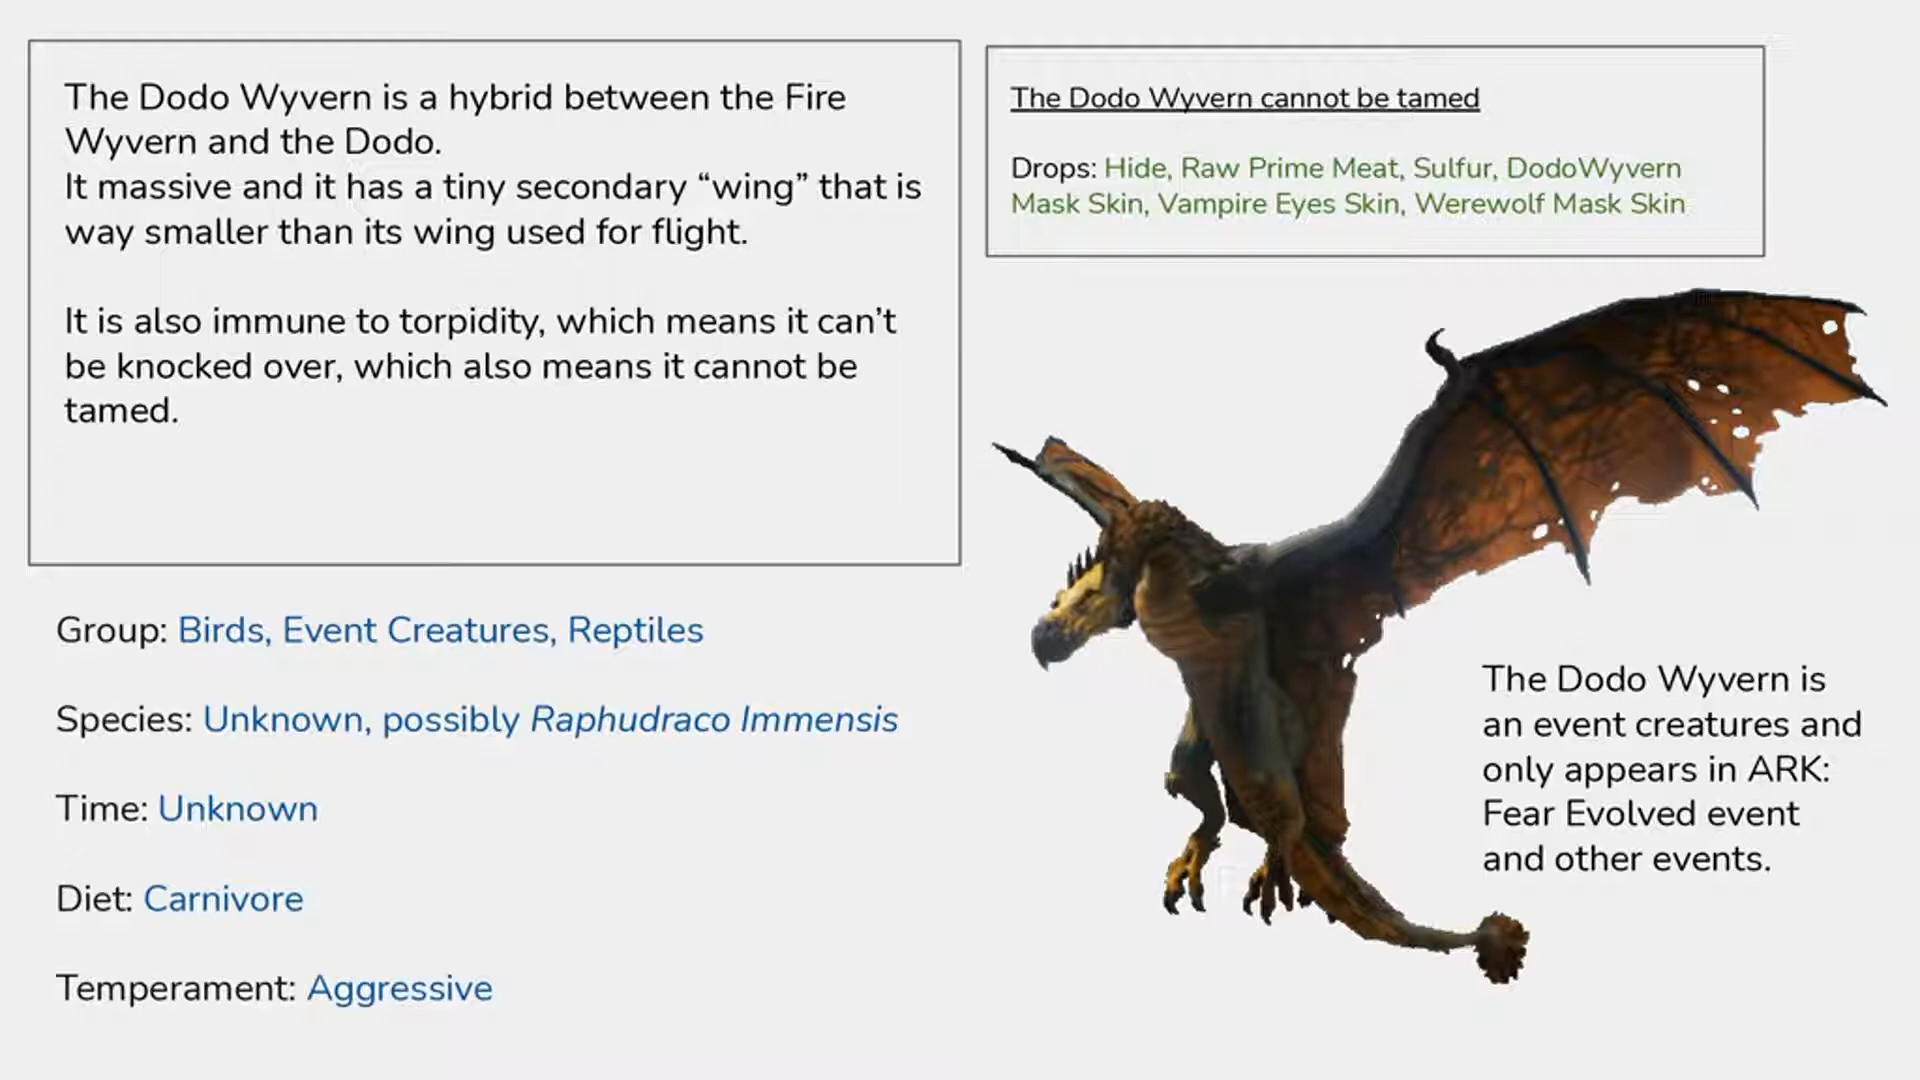 The Dodo Wyvern is a hybrid between the Fire
Wyvern and the Dodo.
It massive and it has a tiny secondary “wing” that is
way smaller than its wing used for flight.
It is also immune to torpidity, which means it can’t
be knocked over, which also means it cannot be
tamed.
The Dodo Wyvern cannot be tamed
Drops: Hide, Raw Prime Meat, Sulfur, DodoWyvern
Mask Skin, Vampire Eyes Skin, Werewolf Mask Skin
Group: Birds, Event Creatures, Reptiles
Species: Unknown, possibly Raphudraco Immensis
Time: Unknown
Diet: Carnivore
Temperament: Aggressive
The Dodo Wyvern is
an event creatures and
only appears in ARK:
Fear Evolved event
and other events.